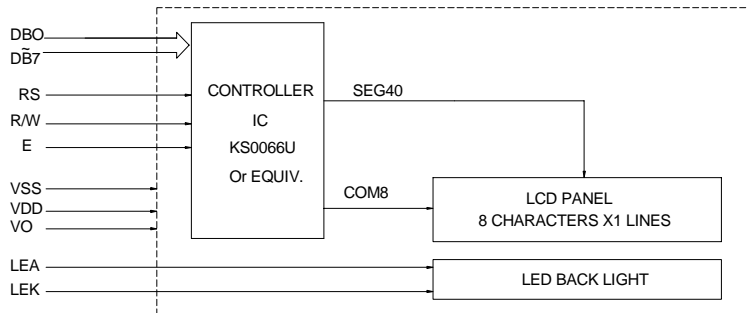 DBO
~
DB7
RS
R/W
E
VSS
VDD
VO
LEA
LEK
CONTROLLER
IC
KS0066U
Or EQUIV.
SEG40
COM8
LCD PANEL
8 CHARACTERS X1 LINES
LED BACK LIGHT